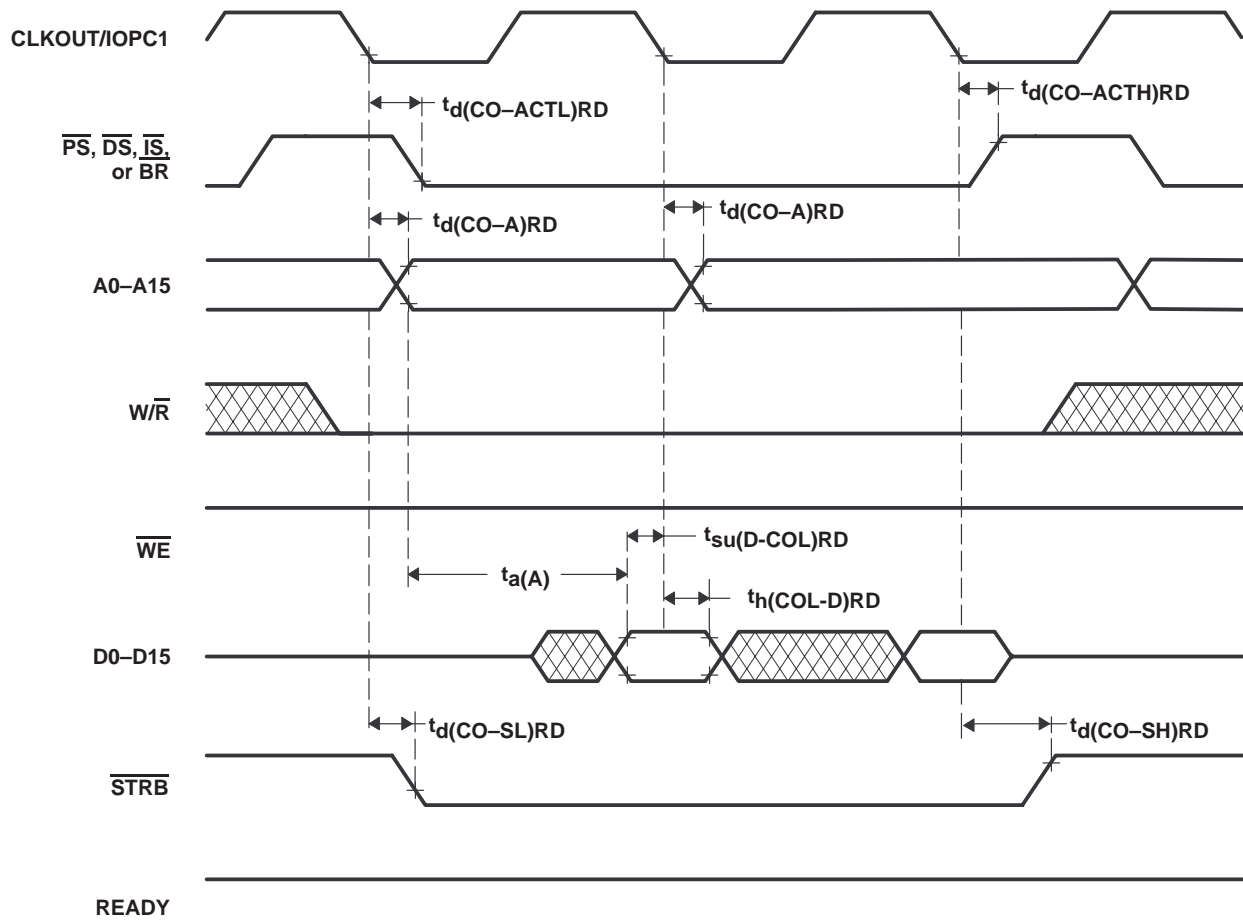 CLKOUT/IOPC1
td(CO–ACTL)RD
td(CO–ACTH)RD
PS, DS, IS,
or BR
td(CO–A)RD
td(CO–A)RD
A0–A15
W/R
WE
tsu(D-COL)RD
ta(A)
th(COL-D)RD
D0–D15
td(CO–SL)RD
td(CO–SH)RD
STRB
READY